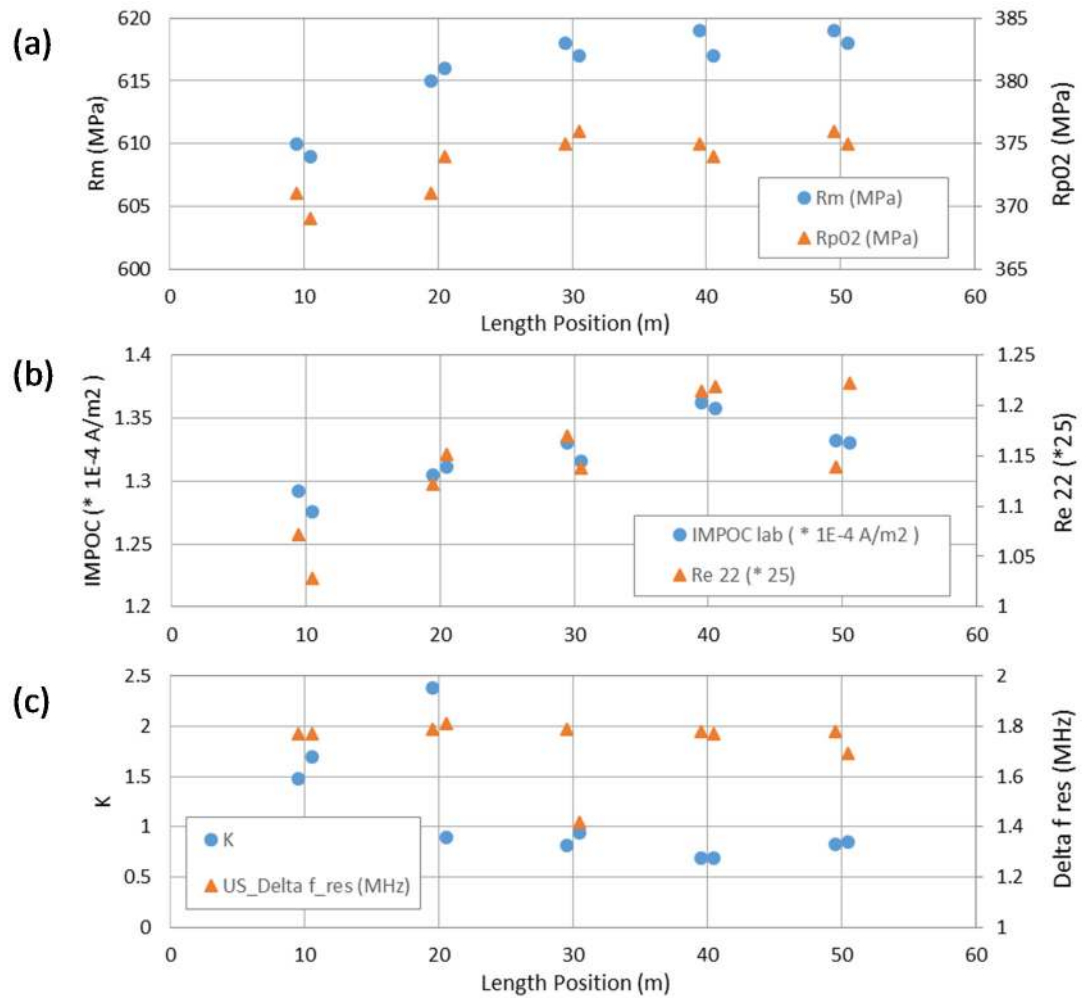 (a)
620
615
610
605
600
Rm (MPa)
385
380
375
370
365
Rp02 (MPa)
Rm (MPa)
Rp02 (MPa)
0 10 20 30 40 50 60
Length Position (m)
(b)
1.4
1.35
1.3
1.25
1.2
IMPOC (* 1E-4 A/m2 )
1.25
1.2
1.15
1.1
1.05
1
Re 22 (*25)
IMPOC lab ( * 1E-4 A/m2 )
Re 22 (* 25)
0 10 20 30 40 50 60
(c)
2.5
2
1.5
1
0.5
0
K
2
1.8
1.6
1.4
1.2
1
Delta f res (MHz)
K
US_Delta f_res (MHz)
0 10 20 30 40 50 60
Length Position (m)